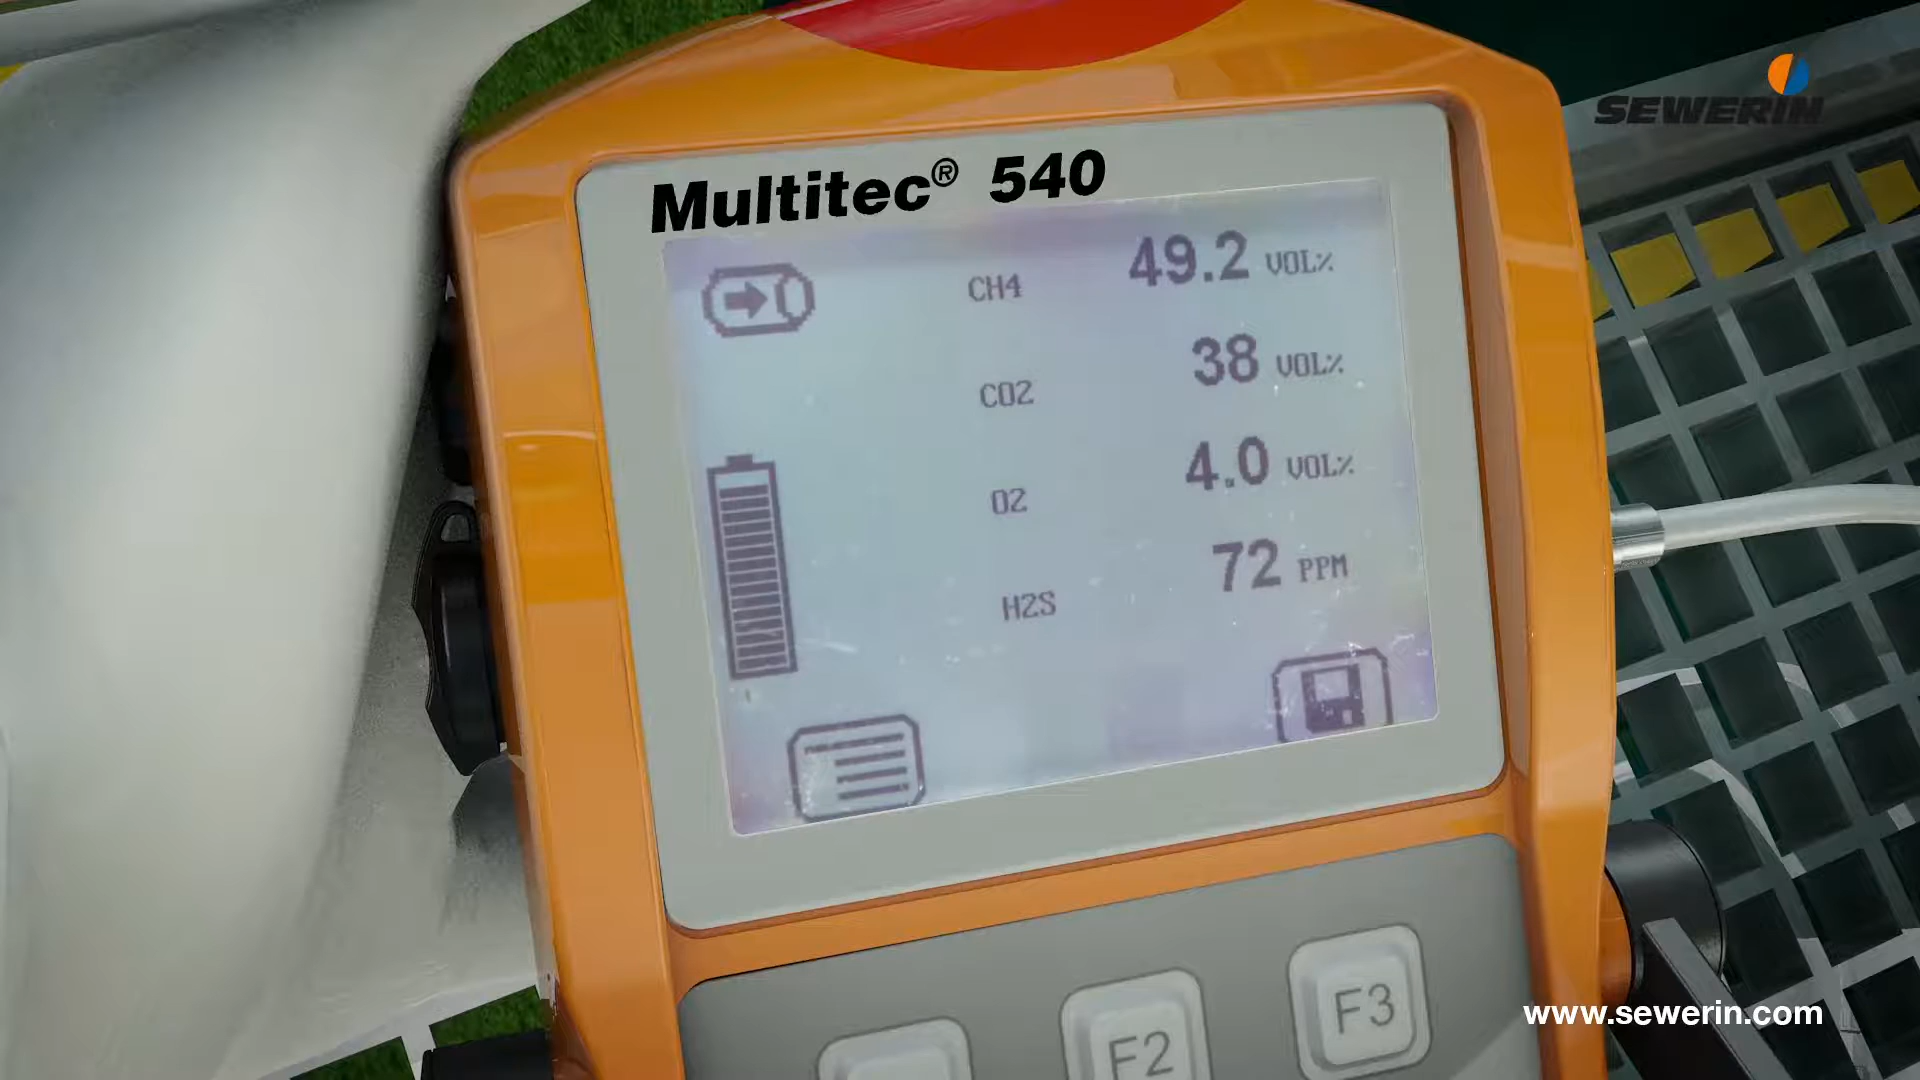 SEWERIN
Multitec® 540
CH4 49.2 VOL%
CO2 38 VOL%
O2 4.0 VOL%
H2S 72 PPM
F2 F3
www.sewerin.com